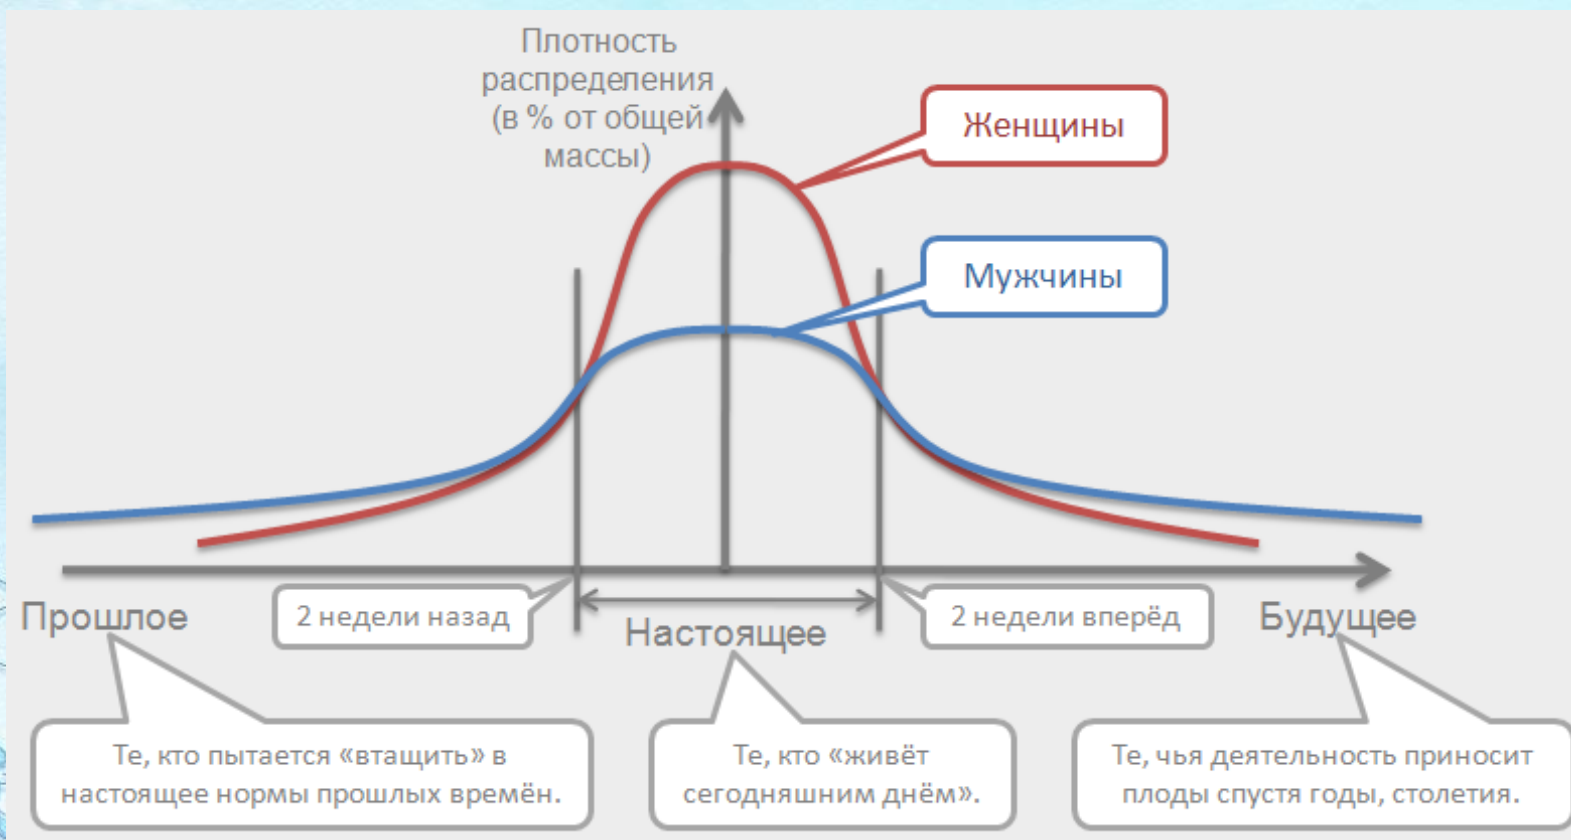 Плотность
распределения
(в % от общей
массы)
Женщины
Мужчины
Прошлое
2 недели назад
Настоящее
2 недели вперёд
Будущее
Те, кто пытается «втащить» в
настоящее нормы прошлых времён.
Те, кто «живёт
сегодняшним днём».
Те, чья деятельность приносит
плоды спустя годы, столетия.